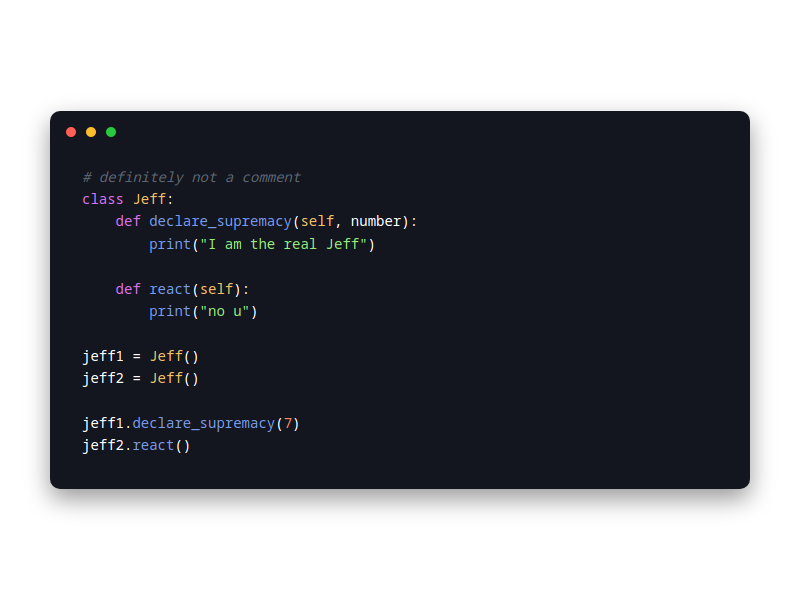 # definitely not a comment
class Jeff:
    def declare_supremacy(self, number):
        print("I am the real Jeff")

    def react(self):
        print("no u")

jeff1 = Jeff()
jeff2 = Jeff()

jeff1.declare_supremacy(7)
jeff2.react()